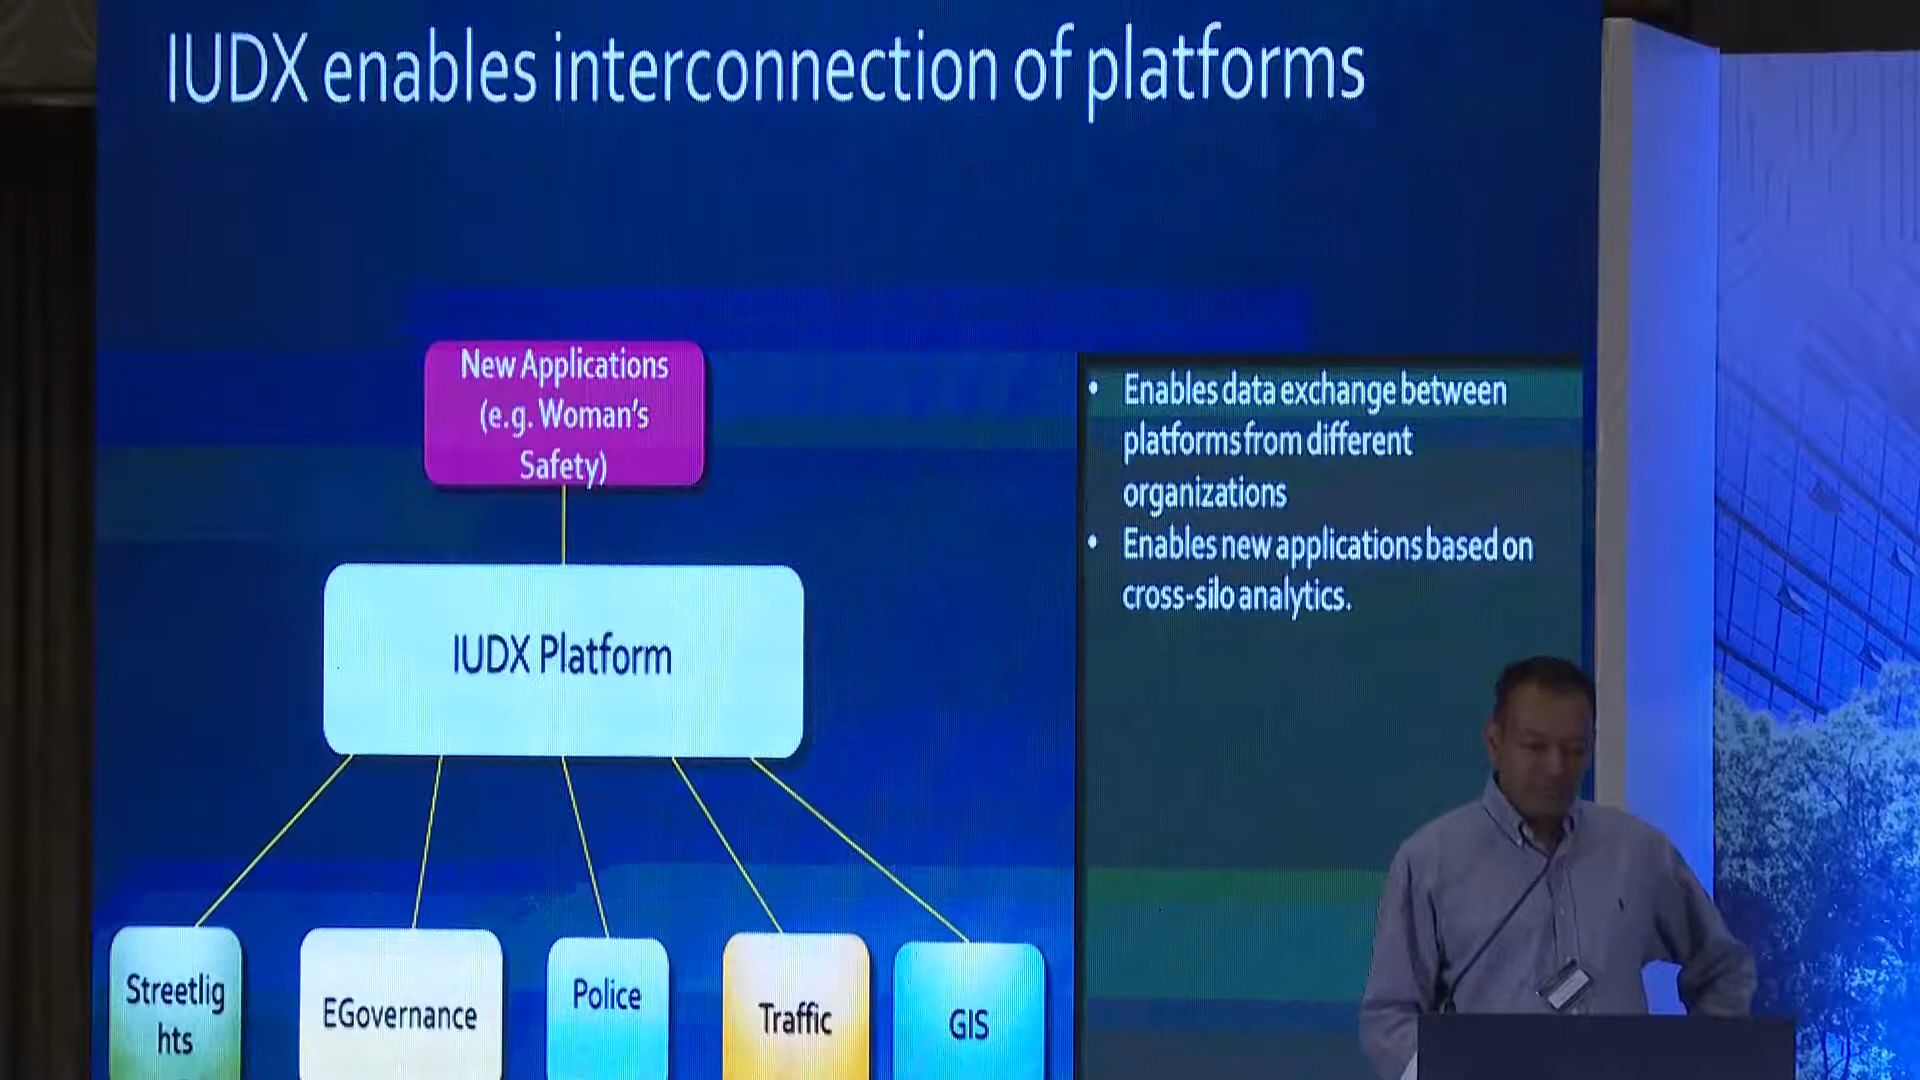 IUDX enables interconnection of platforms
New Applications
(e.g. Woman's
Safety)
IUDX Platform
Streetlig
hts
EGovernance
Police
Traffic
GIS
• Enables data exchange between
platforms from different
organizations
• Enables new applications based on
cross-silo analytics.